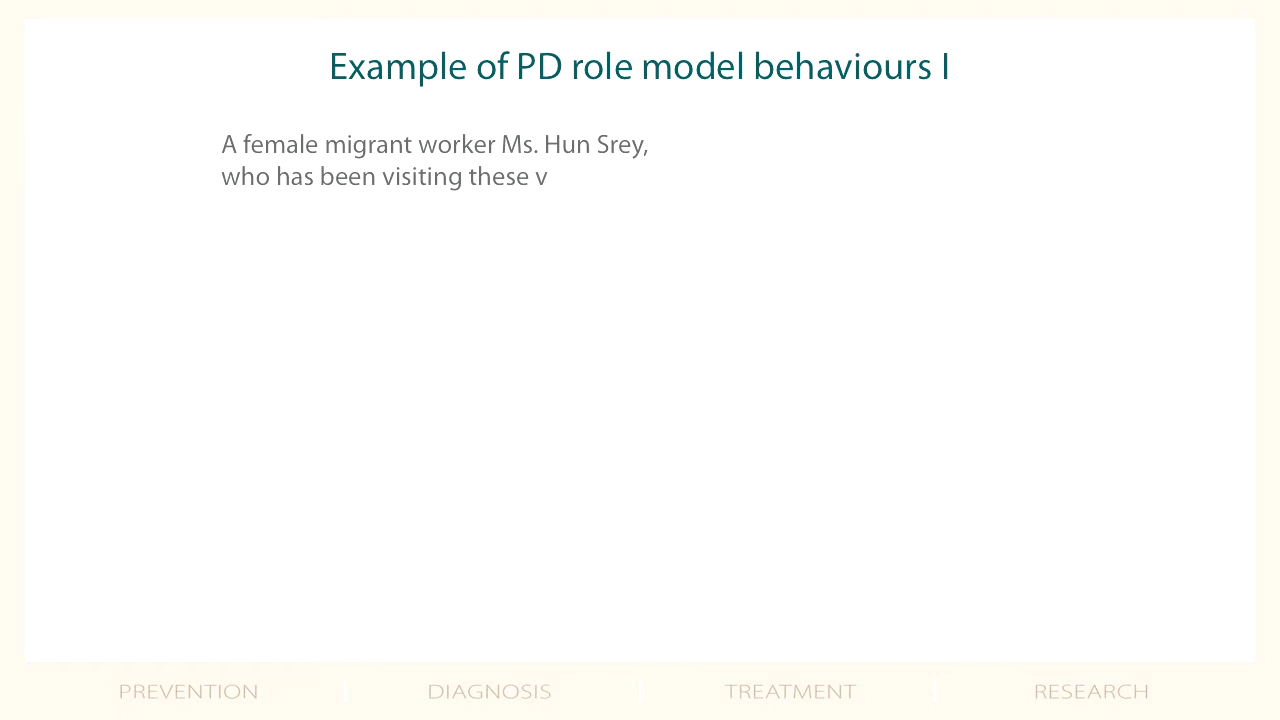 Example of PD role model behaviours I
A female migrant worker Ms. Hun Srey,
who has been visiting these v
PREVENTION
DIAGNOSIS
TREATMENT
RESEARCH